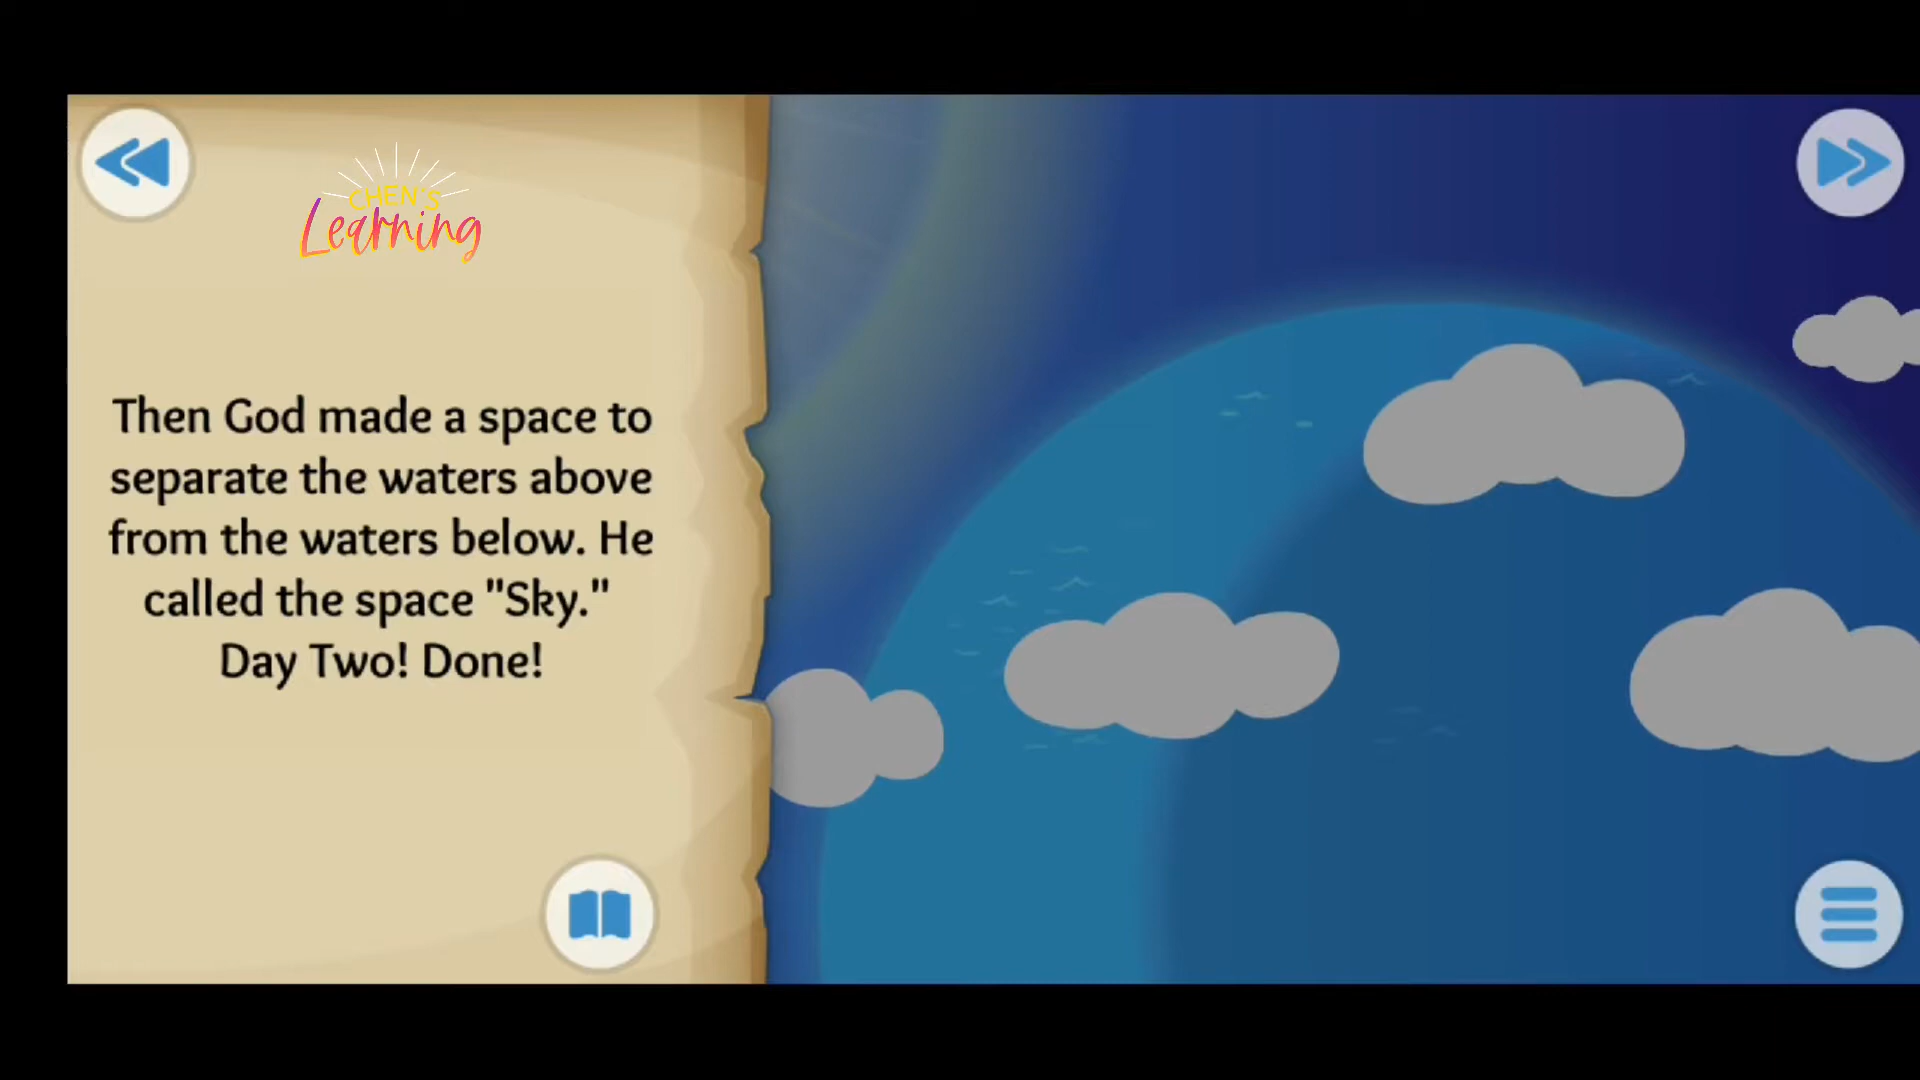 CHEN'S
Learning
Then God made a space to
separate the waters above
from the waters below. He
called the space "Sky."
Day Two! Done!